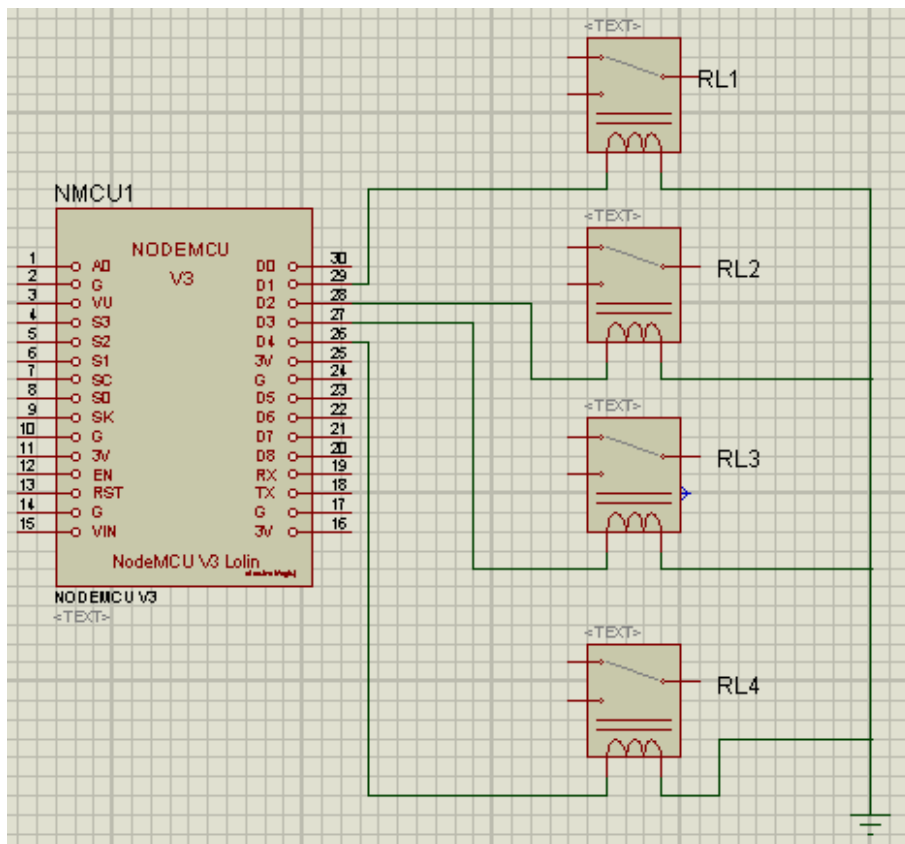 <TEXT>
RL1
NMCU1
<TEXT>
RL2
NODEMCU
V3
1 A0 D0 30
2 G D1 29
3 VU D2 28
4 S3 D3 27
5 S2 D4 26
6 S1 3V 25
7 SC G 24
8 S0 D5 23
9 SK D6 22
10 G D7 21
11 3V D8 20
12 EN RX 19
13 RST TX 18
14 G G 17
15 VIN 3V 16
NodeMCU V3 Lolin
NODEMCU V3
<TEXT>
<TEXT>
RL3
<TEXT>
RL4